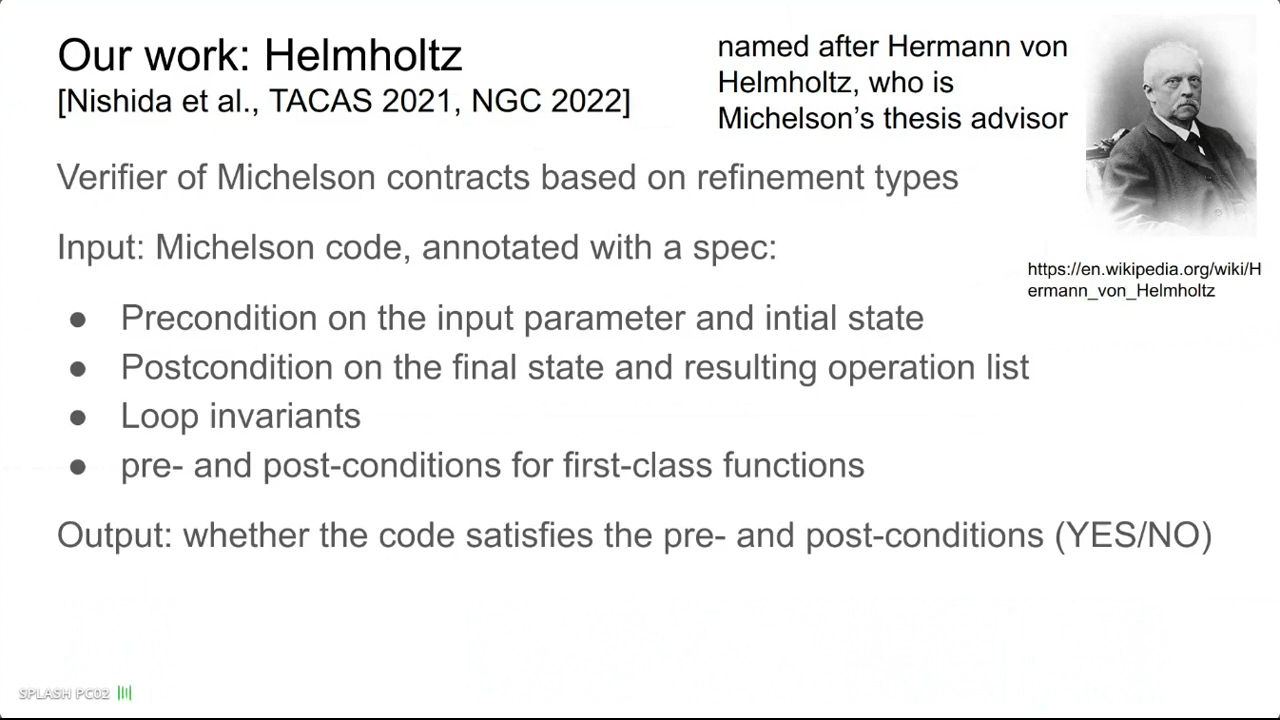 Our work: Helmholtz
[Nishida et al., TACAS 2021, NGC 2022]
named after Hermann von
Helmholtz, who is
Michelson’s thesis advisor
Verifier of Michelson contracts based on refinement types
Input: Michelson code, annotated with a spec:
https://en.wikipedia.org/wiki/H
ermann_von_Helmholtz
● Precondition on the input parameter and intial state
● Postcondition on the final state and resulting operation list
● Loop invariants
● pre- and post-conditions for first-class functions
Output: whether the code satisfies the pre- and post-conditions (YES/NO)
SPLASH PC02